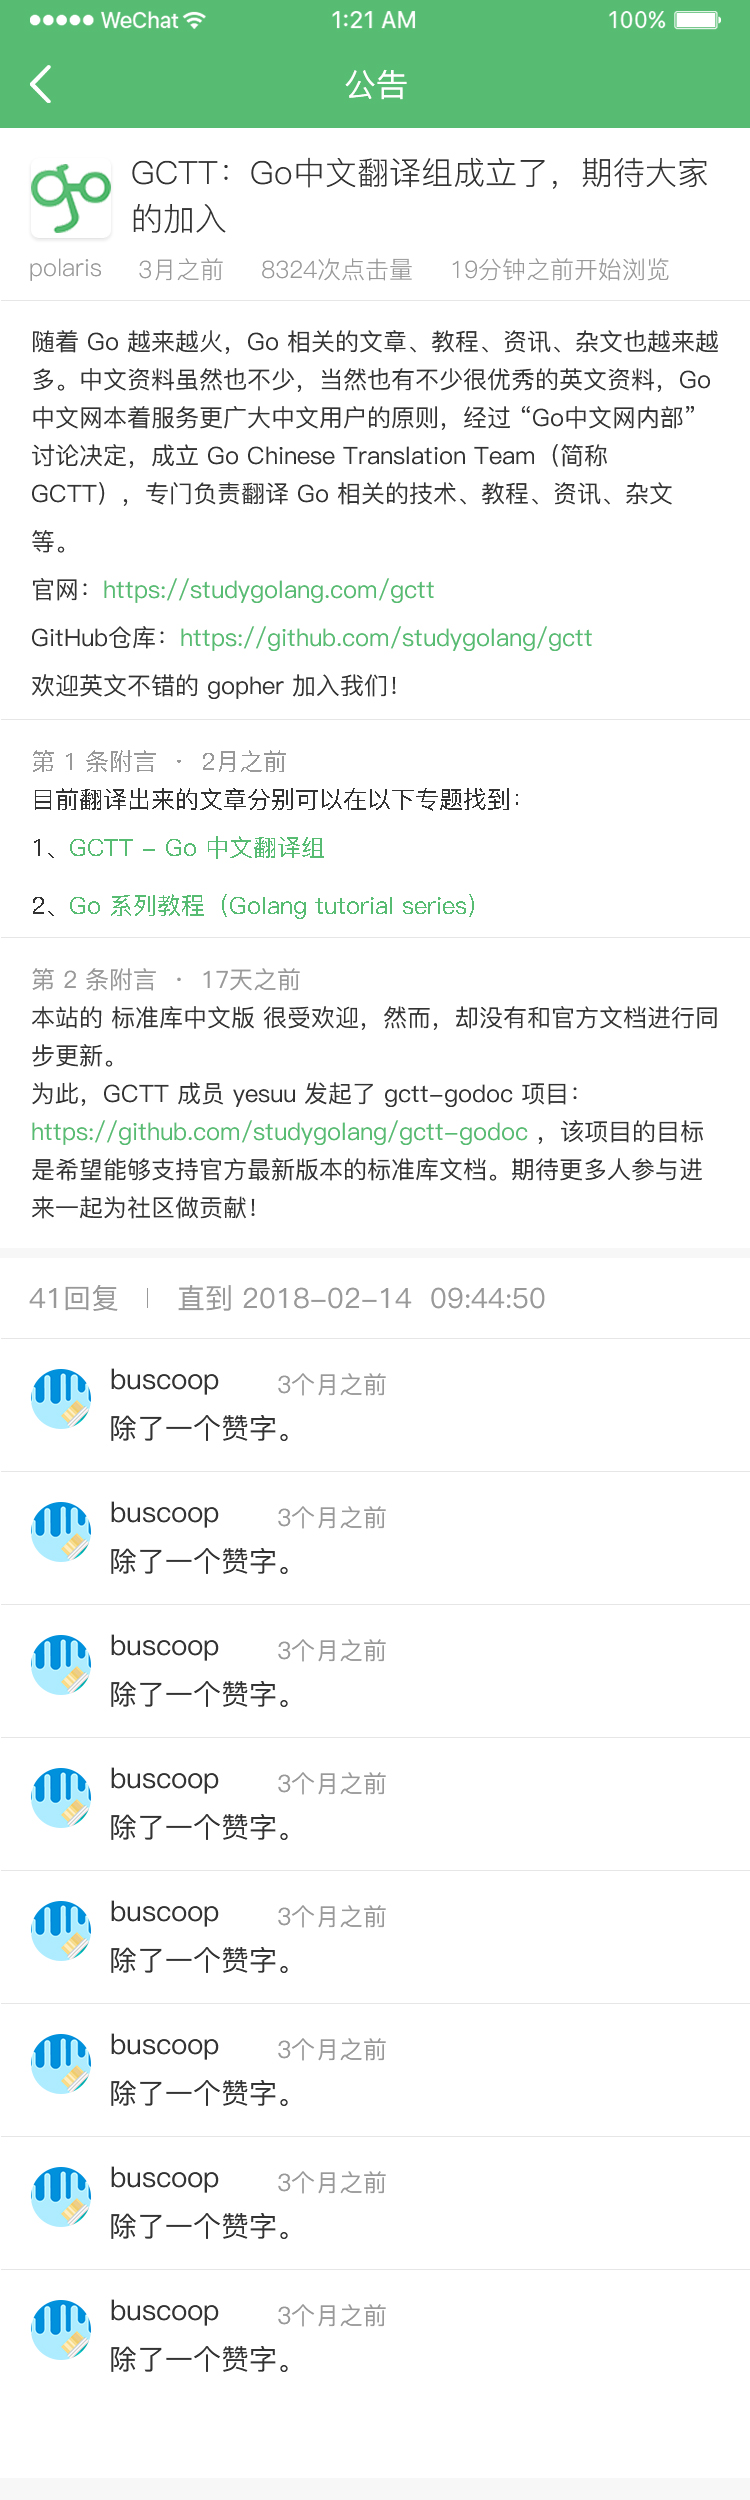 WeChat 1:21 AM 100%
公告
go
GCTT：Go中文翻译组成立了，期待大家
的加入
polaris 3月之前 8324次点击量 19分钟之前开始浏览
随着 Go 越来越火，Go 相关的文章、教程、资讯、杂文也越来越
多。中文资料虽然也不少，当然也有不少很优秀的英文资料，Go
中文网本着服务更广大中文用户的原则，经过 “Go中文网内部”
讨论决定，成立 Go Chinese Translation Team（简称
GCTT），专门负责翻译 Go 相关的技术、教程、资讯、杂文
等。
官网：https://studygolang.com/gctt
GitHub仓库：https://github.com/studygolang/gctt
欢迎英文不错的 gopher 加入我们！
第 1 条附言 · 2月之前
目前翻译出来的文章分别可以在以下专题找到：
1、GCTT - Go 中文翻译组
2、Go 系列教程（Golang tutorial series）
第 2 条附言 · 17天之前
本站的 标准库中文版 很受欢迎，然而，却没有和官方文档进行同
步更新。
为此，GCTT 成员 yesuu 发起了 gctt-godoc 项目：
https://github.com/studygolang/gctt-godoc ，该项目的目标
是希望能够支持官方最新版本的标准库文档。期待更多人参与进
来一起为社区做贡献！
41回复 | 直到 2018-02-14 09:44:50
buscoop 3个月之前
除了一个赞字。
buscoop 3个月之前
除了一个赞字。
buscoop 3个月之前
除了一个赞字。
buscoop 3个月之前
除了一个赞字。
buscoop 3个月之前
除了一个赞字。
buscoop 3个月之前
除了一个赞字。
buscoop 3个月之前
除了一个赞字。
buscoop 3个月之前
除了一个赞字。